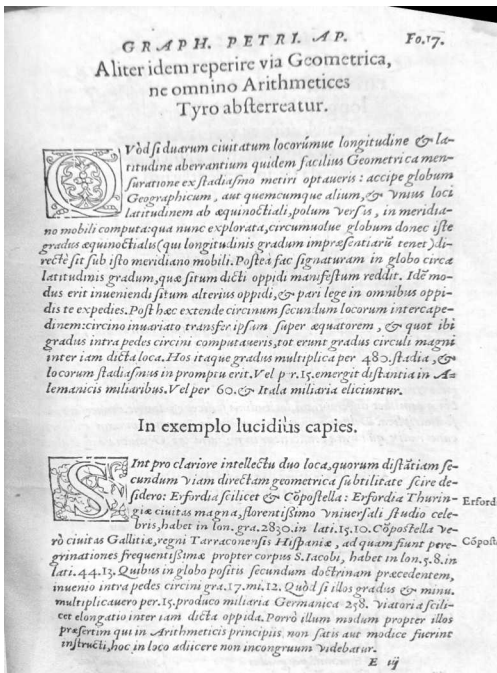 GRAPH. PETRI. AP. Fo.17.
Aliter idem reperire via Geometrica,
ne omnino Arithmetices
Tyro absterreatur.
QVòd si duarum ciuitatum locorúmue longitudine & la-
titudine aberrantium quidem facilius Geometrica men-
suratione ex stadiasmo metiri optaueris: accipe globum
Geographicum, aut quemcumque alium, & vnius loci
latitudinem ab æquinoctiali, polum versus, in meridia-
no mobili computa: qua nunc explorata, circumuolue globum donec iste
gradus æquinoctialis (qui longitudinis gradum impræsentiarũ tenet) di-
rectè sit sub isto meridiano mobili. Postea fac signaturam in globo circa
latitudinis gradum, quæ situm dicti oppidi manifestum reddit. Idẽ mo-
dus erit inueniendi situm alterius oppidi, & pari lege in omnibus oppi-
dis te expedies. Post hæc extende circinum secundum locorum intercape-
dinem: circino inuariato transfer ipsum super æquatorem, & quot ibi
gradus intra pedes circini computaueris, tot erunt gradus circuli magni
inter iam dicta loca. Hos itaque gradus multiplica per 480. stadia, &
locorum stadiasmus in promptu erit. Vel per .15. emergit distantia in A-
lemanicis miliaribus. Vel per 60. & Itala miliaria eliciuntur.
In exemplo lucidius capies.
SInt pro clariore intellectu duo loca, quorum distãtiam se-
cundum viam directam geometrica subtilitate scire de-
sidero: Erfordia scilicet & Cõpostella: Erfordia Thurin-
giæ ciuitas magna, florentißimo vniuersali studio cele-
bris, habet in lon. gra. 28 30. in lati. 51.10. Cõpostella ve-
rò ciuitas Gallitiæ, regni Tarraconensis Hispaniæ, ad quam fiunt pere-
grinationes frequentißimæ propter corpus S. Iacobi, habet in lon. 5.8. in
lati. 44.13. Quibus in globo positis secundum doctrinam præcedentem,
inuenio intra pedes circini gra. 17. mi. 12. Quòd si illos gradus & minu.
multiplicauero per .15. produco miliaria Germanica 258. viatoria scili-
cet elongatio inter iam dicta oppida. Porrò illum modum propter illos
præsertim qui in Arithmeticis principiis non satis aut modice fuerint
instructi, hoc in loco adiicere non incongruum videbatur.
E iij
Erford
Cópost